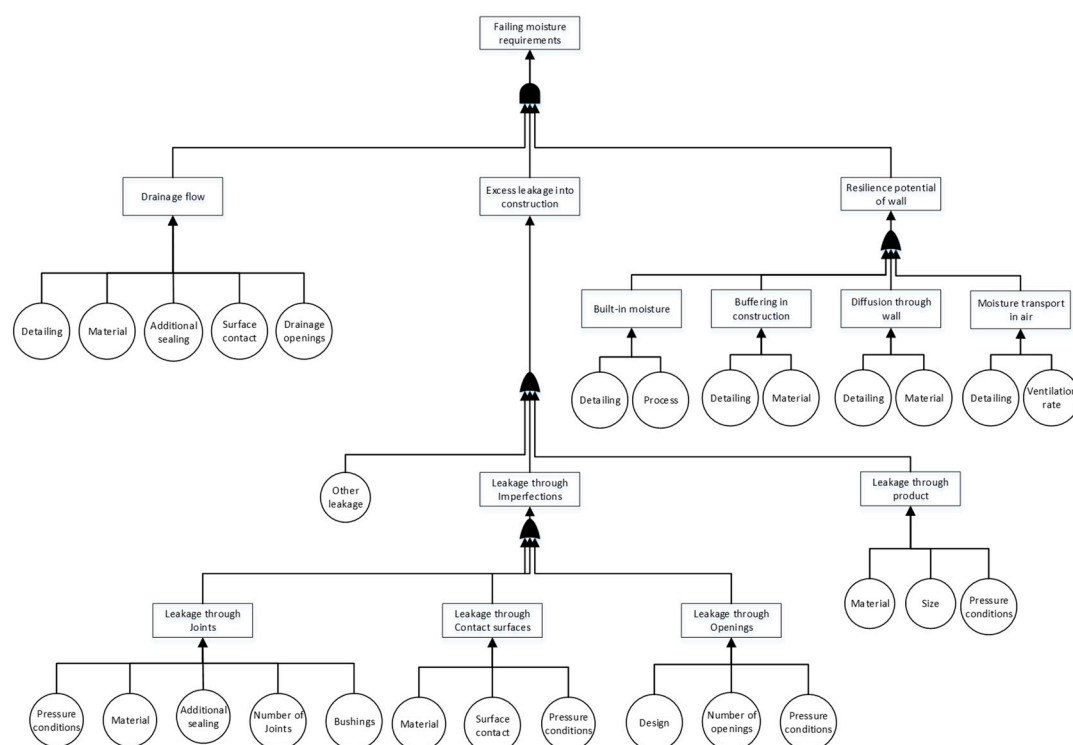 Failing moisture
requirements
Drainage flow
Excess leakage into
construction
Resilience potential
of wall
Detailing
Material
Additional
sealing
Surface
contact
Drainage
openings
Built-in moisture
Buffering in
construction
Diffusion through
wall
Moisture transport
in air
Detailing
Process
Detailing
Material
Detailing
Material
Detailing
Ventilation
rate
Other
leakage
Leakage through
Imperfections
Leakage through
product
Material
Size
Pressure
conditions
Leakage through
Joints
Leakage through
Contact surfaces
Leakage through
Openings
Pressure
conditions
Material
Additional
sealing
Number of
Joints
Bushings
Material
Surface
contact
Pressure
conditions
Design
Number of
openings
Pressure
conditions